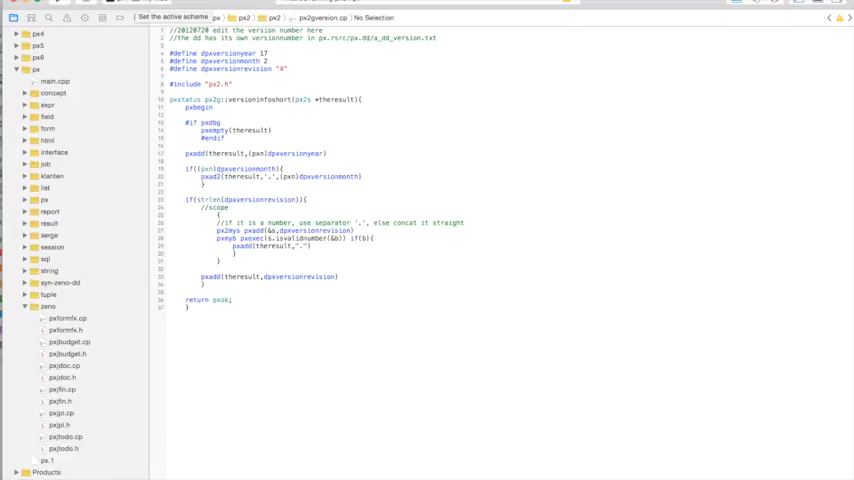 Set the active scheme
px
px2
px2
px2gversion.cp
No Selection
px4
px5
px6
px
main.cpp
concept
expr
field
form
html
interface
job
klanten
list
px
report
result
serge
session
sql
string
syn-zeno-dd
tuple
zeno
pxformfx.cp
pxformfx.h
pxjbudget.cp
pxjbudget.h
pxjdoc.cp
pxjdoc.h
pxjfin.cp
pxjfin.h
pxjpl.cp
pxjpl.h
pxjtodo.cp
pxjtodo.h
px.1
Products
//20120720 edit the version number here
//the dd has its own versionnumber in px.rsrc/px.dd/a_dd_version.txt
#define dpxversionyear 17
#define dpxversionmonth 2
#define dpxversionrevision "4"
#include "px2.h"
pxstatus px2g::versioninfoshort(px2s *theresult){
pxbegin
#if pxdbg
pxempty(theresult)
#endif
pxadd(theresult,(pxn)dpxversionyear)
if((pxn)dpxversionmonth){
pxad2(theresult,'.',(pxn)dpxversionmonth)
}
if(strlen(dpxversionrevision)){
//scope
{
//if it is a number, use separator '.', else concat it straight
px2mys pxadd(&s,dpxversionrevision)
pxmyb pxexec(s.isvalidnumber(&b)) if(b){
pxadd(theresult,".")
}
}
pxadd(theresult,dpxversionrevision)
}
return pxok;
}